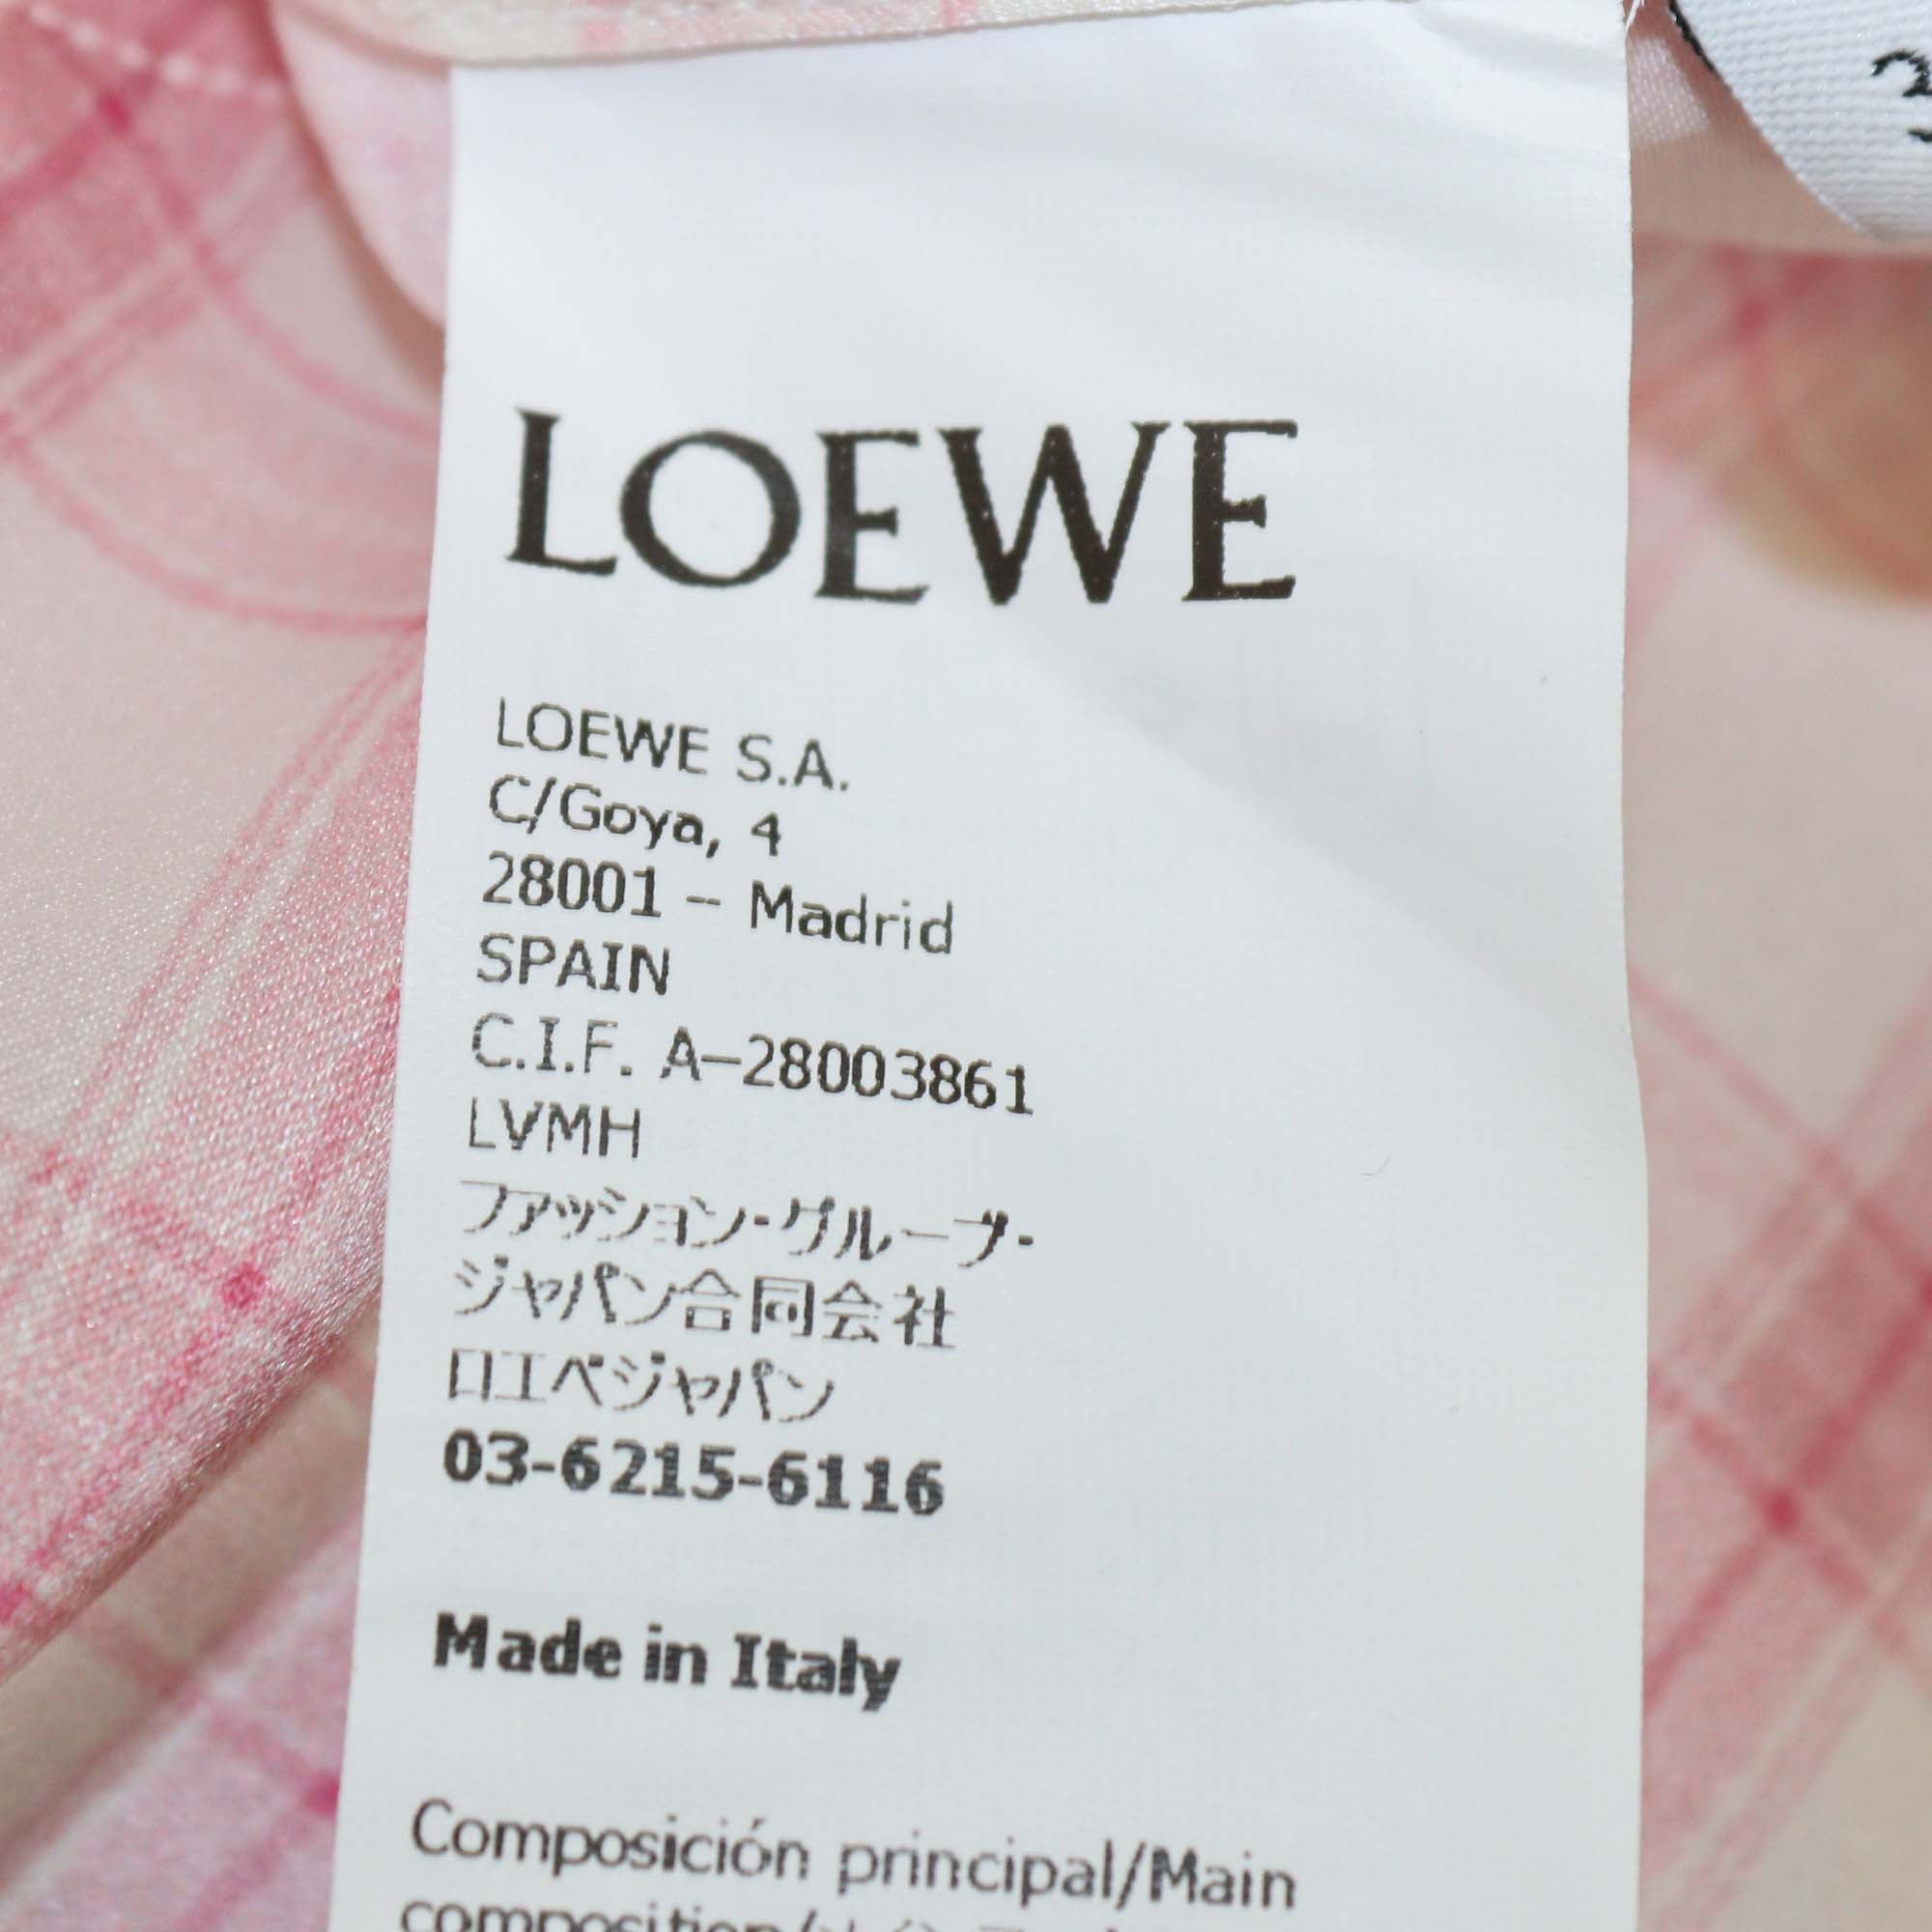 LOEWE
LOEWE S.A.
C/Goya, 4
28001 – Madrid
SPAIN
C.I.F. A–28003861
LVMH
ファッション・グループ・
ジャパン合同会社
ロエベジャパン
03-6215-6116
Made in Italy
Composición principal/Main
composition/